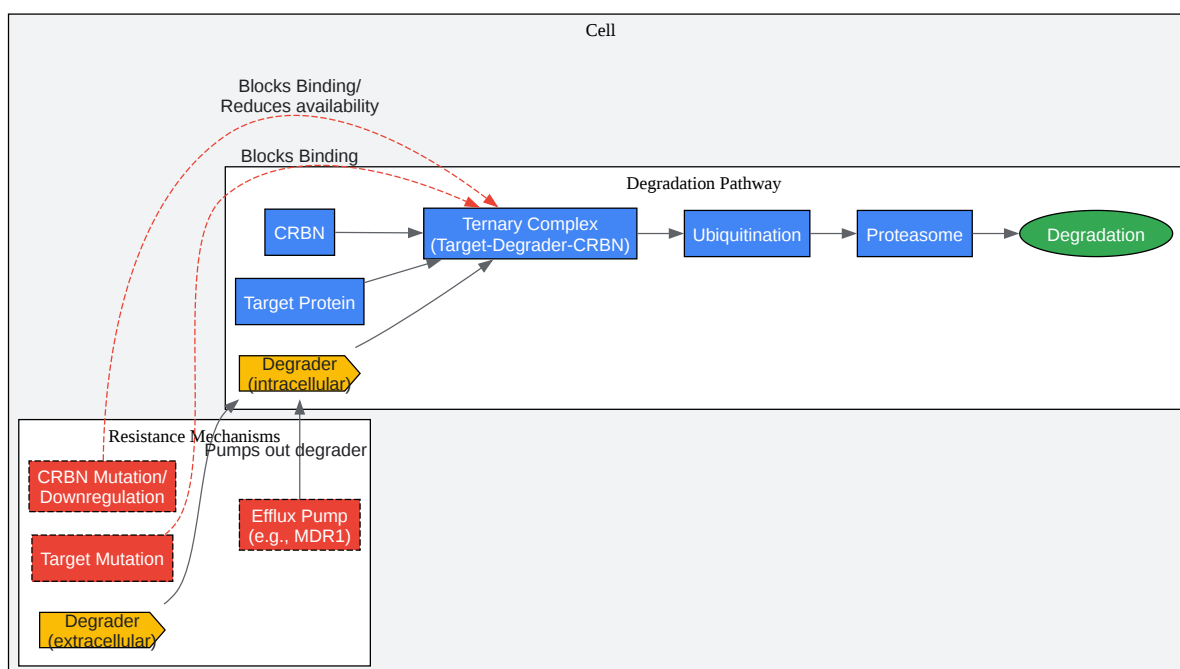 Cell
Blocks Binding/
Reduces availability
Blocks Binding
Degradation Pathway
CRBN
Ternary Complex
(Target-Degrader-CRBN)
Ubiquitination
Proteasome
Degradation
Target Protein
Degrader
(intracellular)
Resistance Mechanisms
Pumps out degrader
CRBN Mutation/
Downregulation
Efflux Pump
(e.g., MDR1)
Target Mutation
Degrader
(extracellular)